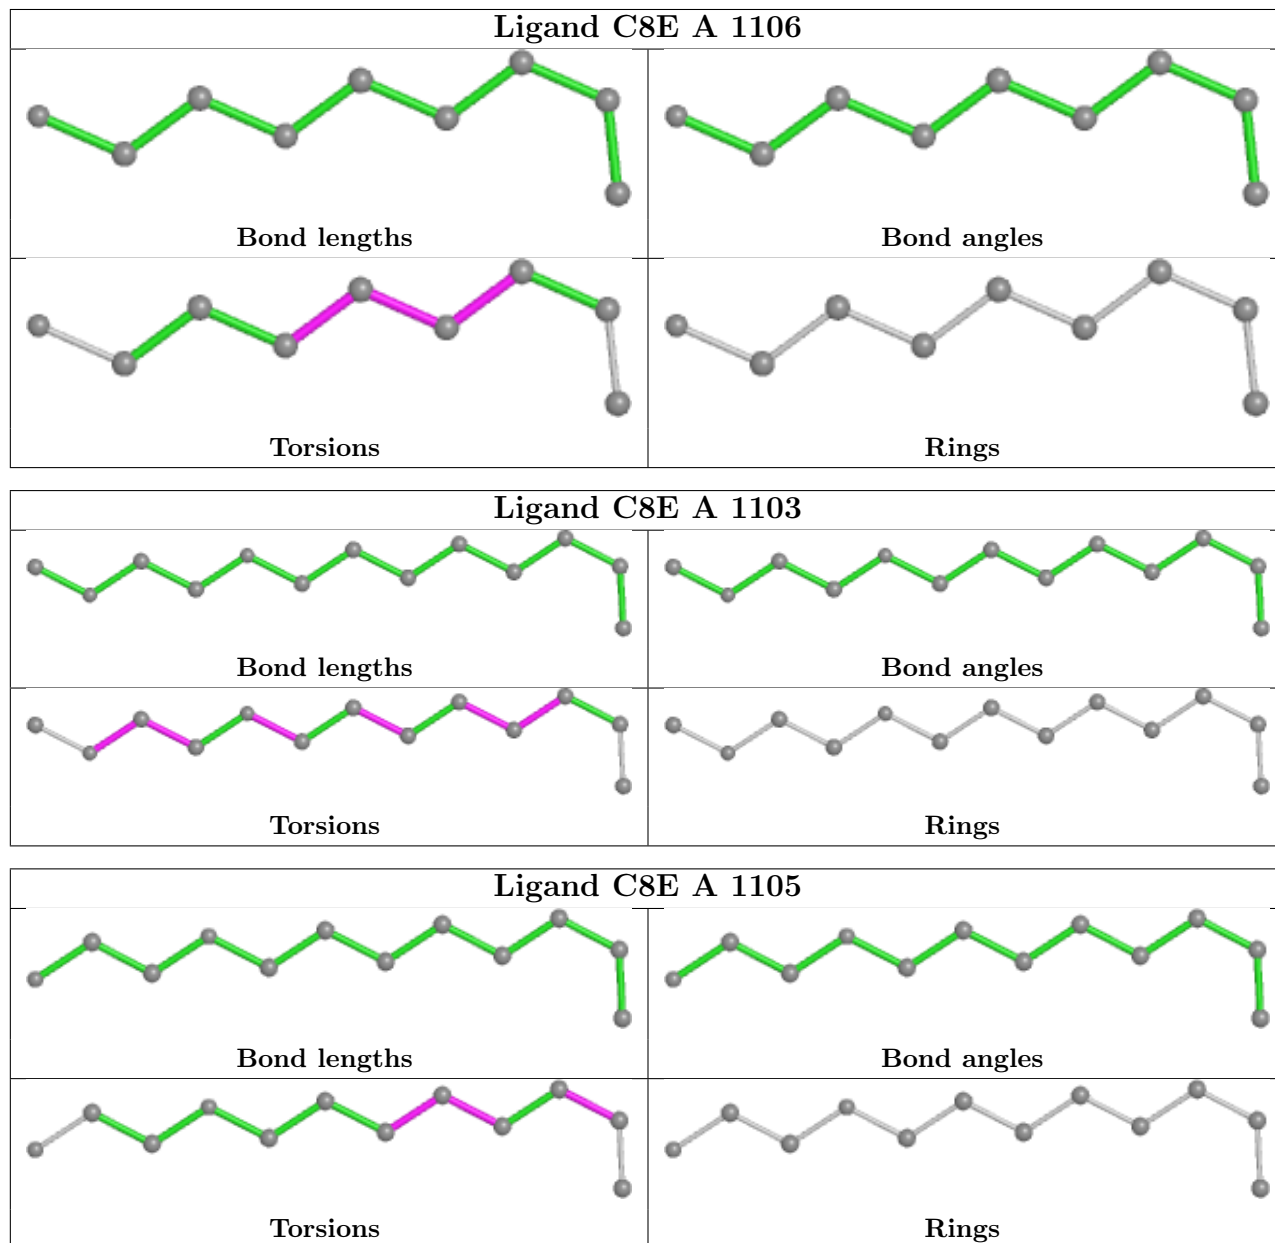 Ligand C8E A 1106
Bond lengths
Bond angles
Torsions
Rings
Ligand C8E A 1103
Bond lengths
Bond angles
Torsions
Rings
Ligand C8E A 1105
Bond lengths
Bond angles
Torsions
Rings